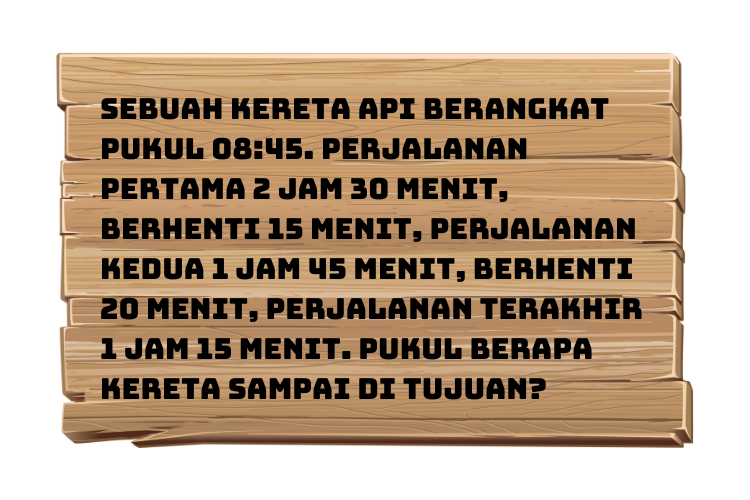 SEBUAH KERETA API BERANGKAT
PUKUL 08:45. PERJALANAN
PERTAMA 2 JAM 30 MENIT,
BERHENTI 15 MENIT, PERJALANAN
KEDUA 1 JAM 45 MENIT, BERHENTI
20 MENIT, PERJALANAN TERAKHIR
1 JAM 15 MENIT. PUKUL BERAPA
KERETA SAMPAI DI TUJUAN?